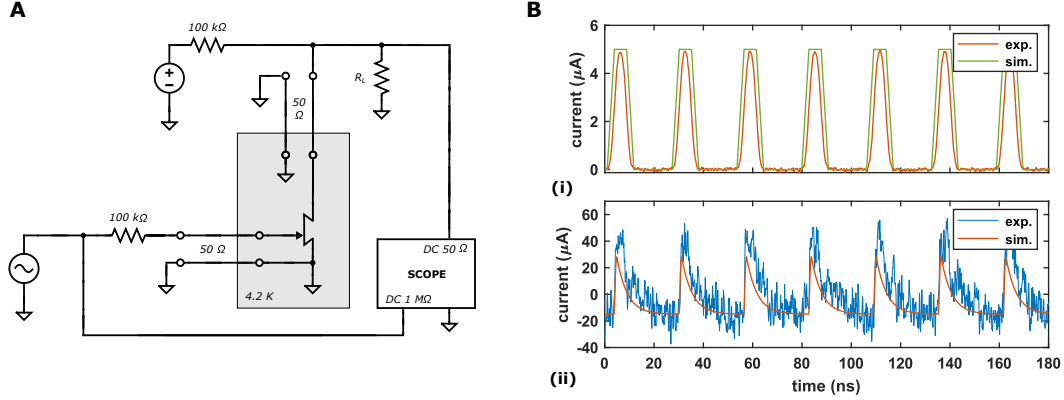 A
100 kΩ
50
Ω
R_L
100 kΩ
50 Ω
4.2 K
DC 50 Ω
SCOPE
DC 1 MΩ
B
6
4
2
0
current (μA)
exp.
sim.
(i)
60
40
20
0
-20
-40
current (μA)
exp.
sim.
0 20 40 60 80 100 120 140 160 180
time (ns)
(ii)